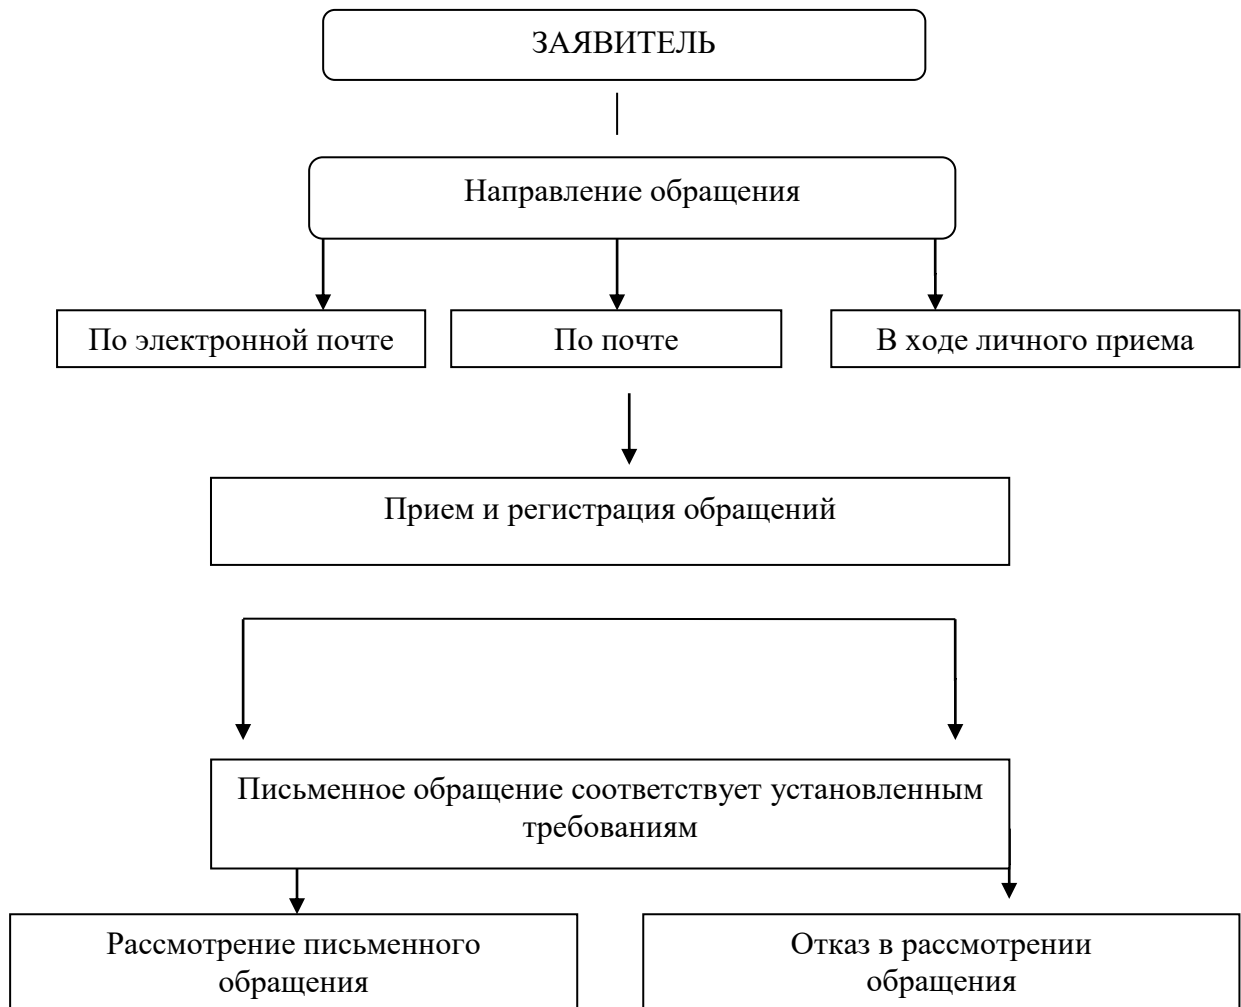 ЗАЯВИТЕЛЬ
Направление обращения
По электронной почте
По почте
В ходе личного приема
Прием и регистрация обращений
Письменное обращение соответствует установленным
требованиям
Рассмотрение письменного
обращения
Отказ в рассмотрении
обращения